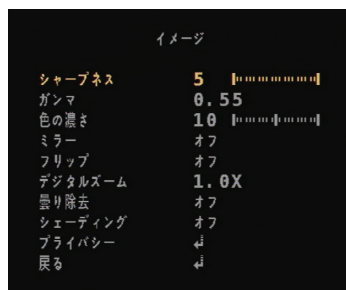 イメージ
シャープネス 5
ガンマ 0.55
色の濃さ 10
ミラー オフ
フリップ オフ
デジタルズーム 1.0X
曇り除去 オフ
シェーディング オフ
プライバシー ↲
戻る ↲